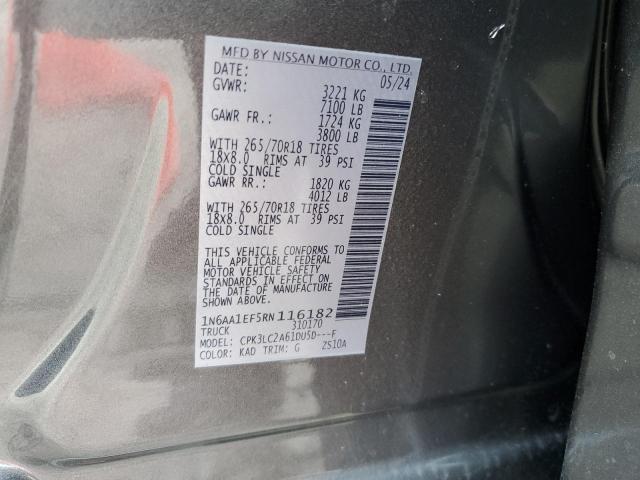 MFD BY NISSAN MOTOR CO., LTD.
DATE: 05/24
GVWR: 3221 KG
7100 LB
GAWR FR.: 1724 KG
3800 LB
WITH 265/70R18 TIRES
18X8.0 RIMS AT 39 PSI
COLD SINGLE
GAWR RR.: 1820 KG
4012 LB
WITH 265/70R18 TIRES
18X8.0 RIMS AT 39 PSI
COLD SINGLE
THIS VEHICLE CONFORMS TO
ALL APPLICABLE FEDERAL
MOTOR VEHICLE SAFETY
STANDARDS IN EFFECT ON
THE DATE OF MANUFACTURE
SHOWN ABOVE.
1N6AA1EF5RN116182
TRUCK 310170
MODEL: CPK3LC2A61DU5D---F
COLOR: KAD TRIM: G 2S10A